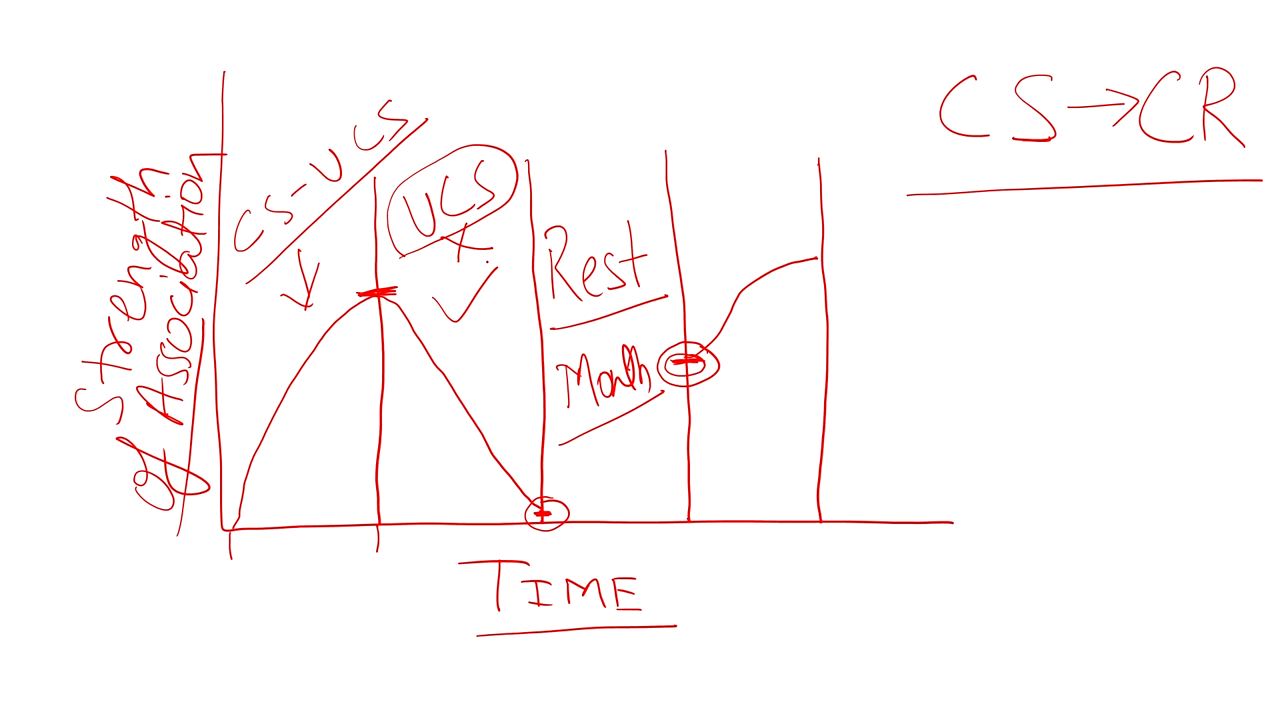 CS→CR
CS-UCS
UCS
Rest
Month
Strength
of Association
TIME